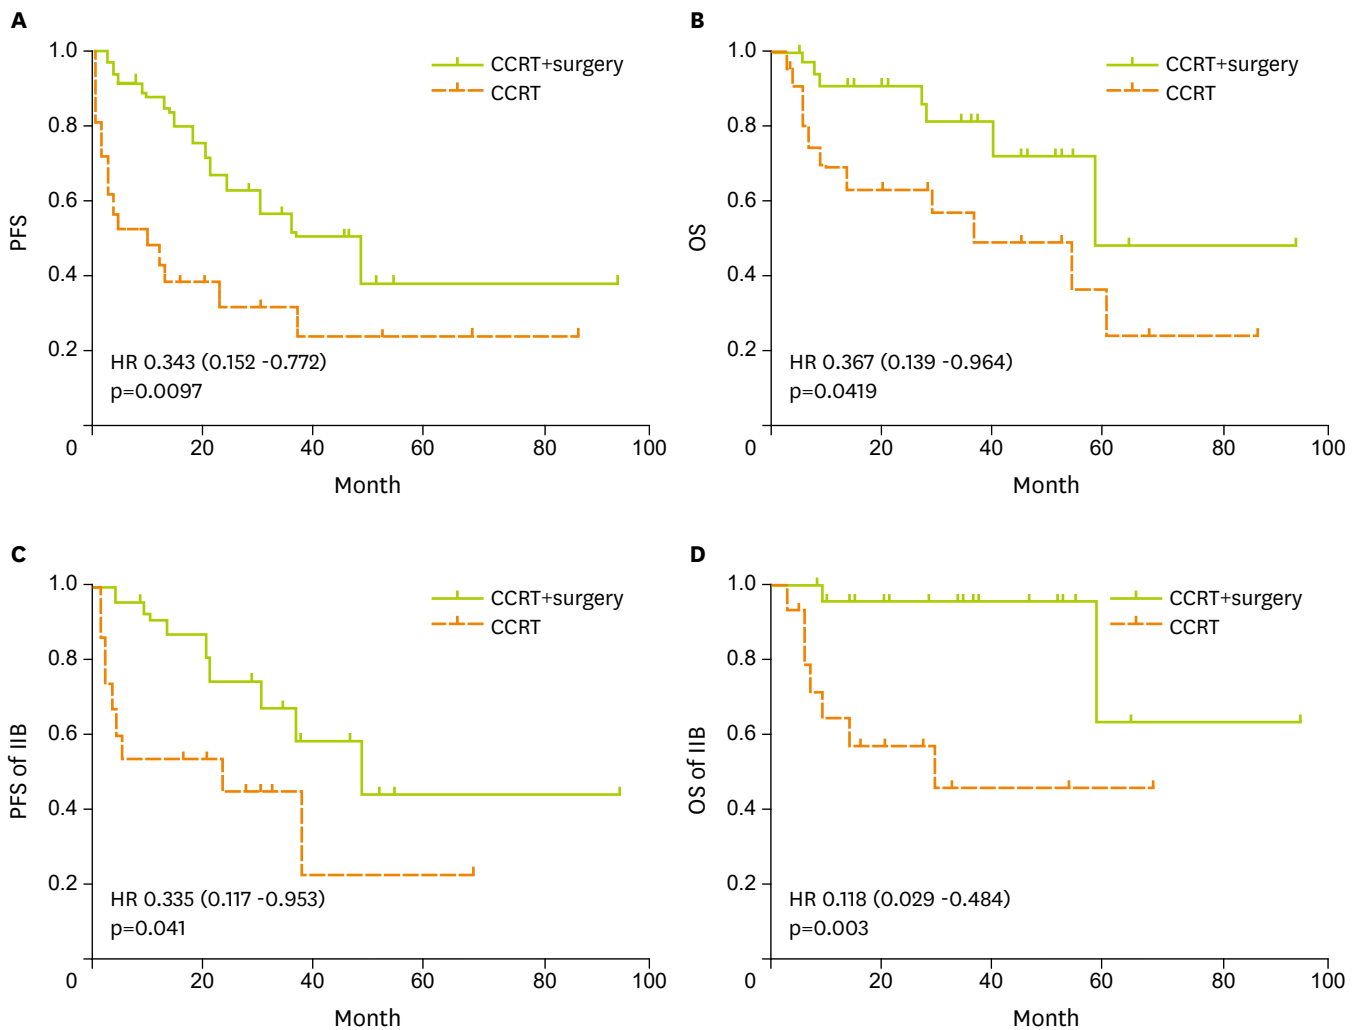 A
1.0
0.8
0.6
0.4
0.2
0
20
40
60
80
100
PFS
Month
CCRT+surgery
CCRT
HR 0.343 (0.152 -0.772)
p=0.0097
B
1.0
0.8
0.6
0.4
0.2
0
20
40
60
80
100
OS
Month
CCRT+surgery
CCRT
HR 0.367 (0.139 -0.964)
p=0.0419
C
1.0
0.8
0.6
0.4
0.2
0
20
40
60
80
100
PFS of IIB
Month
CCRT+surgery
CCRT
HR 0.335 (0.117 -0.953)
p=0.041
D
1.0
0.8
0.6
0.4
0.2
0
20
40
60
80
100
OS of IIB
Month
CCRT+surgery
CCRT
HR 0.118 (0.029 -0.484)
p=0.003